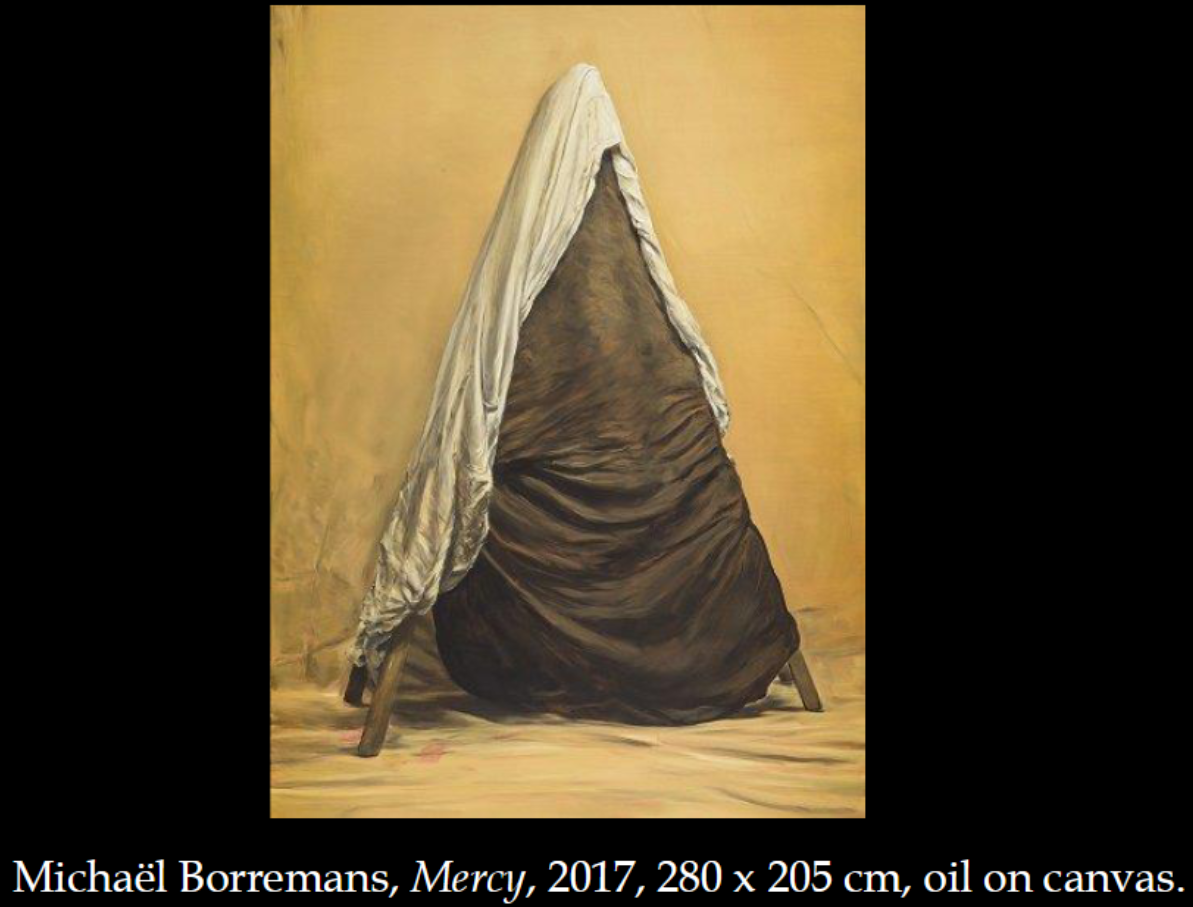 Michaël Borremans, Mercy, 2017, 280 x 205 cm, oil on canvas.